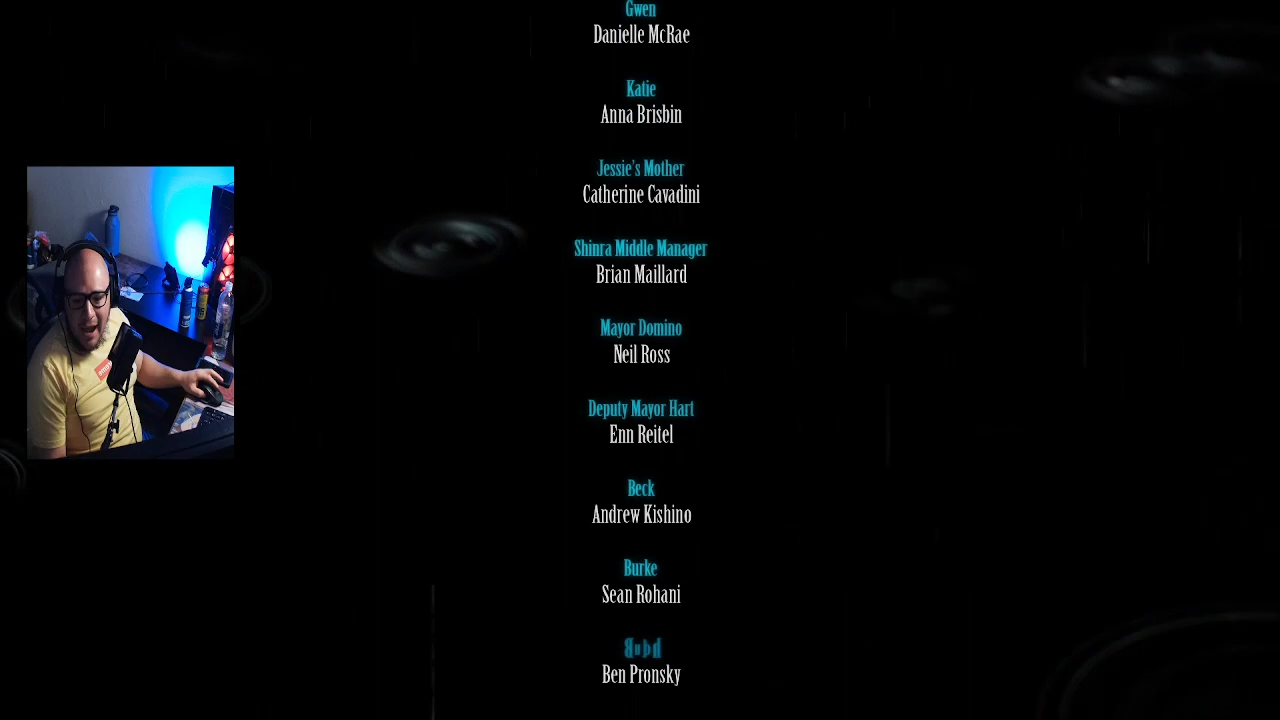 Gwen
Danielle McRae
Katie
Anna Brisbin
Jessie's Mother
Catherine Cavadini
Shinra Middle Manager
Brian Maillard
Mayor Domino
Neil Ross
Deputy Mayor Hart
Enn Reitel
Beck
Andrew Kishino
Burke
Sean Rohani
Ben Pronsky